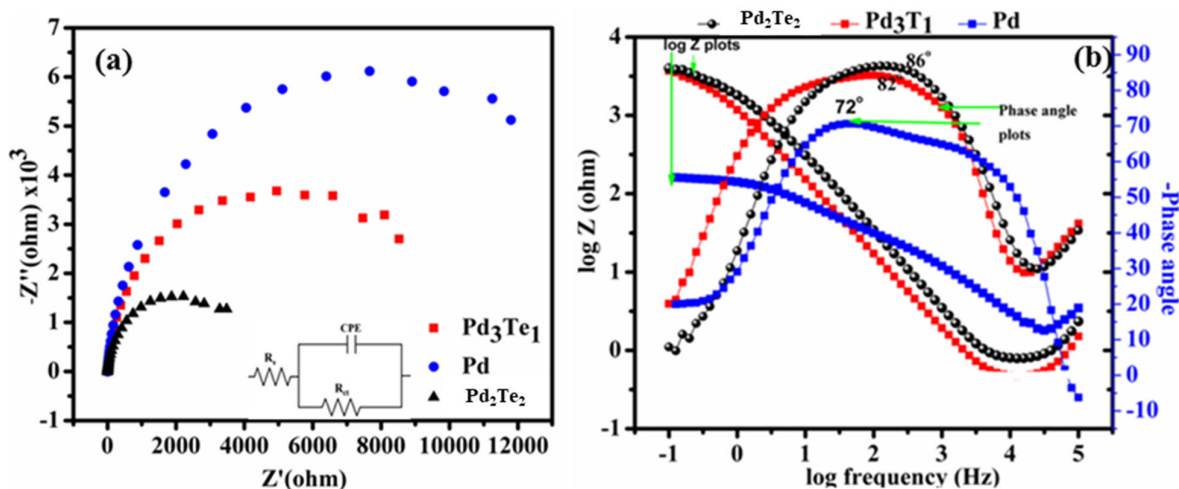 (a)
-Z''(ohm) x10³
7
6
5
4
3
2
1
0
-1
0 2000 4000 6000 8000 10000 12000
Z'(ohm)
CPE
Rs
Rct
Pd₃Te₁
Pd
Pd₂Te₂
Pd₂Te₂ Pd₃T₁ Pd
(b)
log Z plots
86°
82°
72°
Phase angle
plots
log Z (ohm)
4
3
2
1
0
-1
-1 0 1 2 3 4 5
log frequency (Hz)
90
80
70
60
50
40
30
20
10
0
-10
-Phase angle